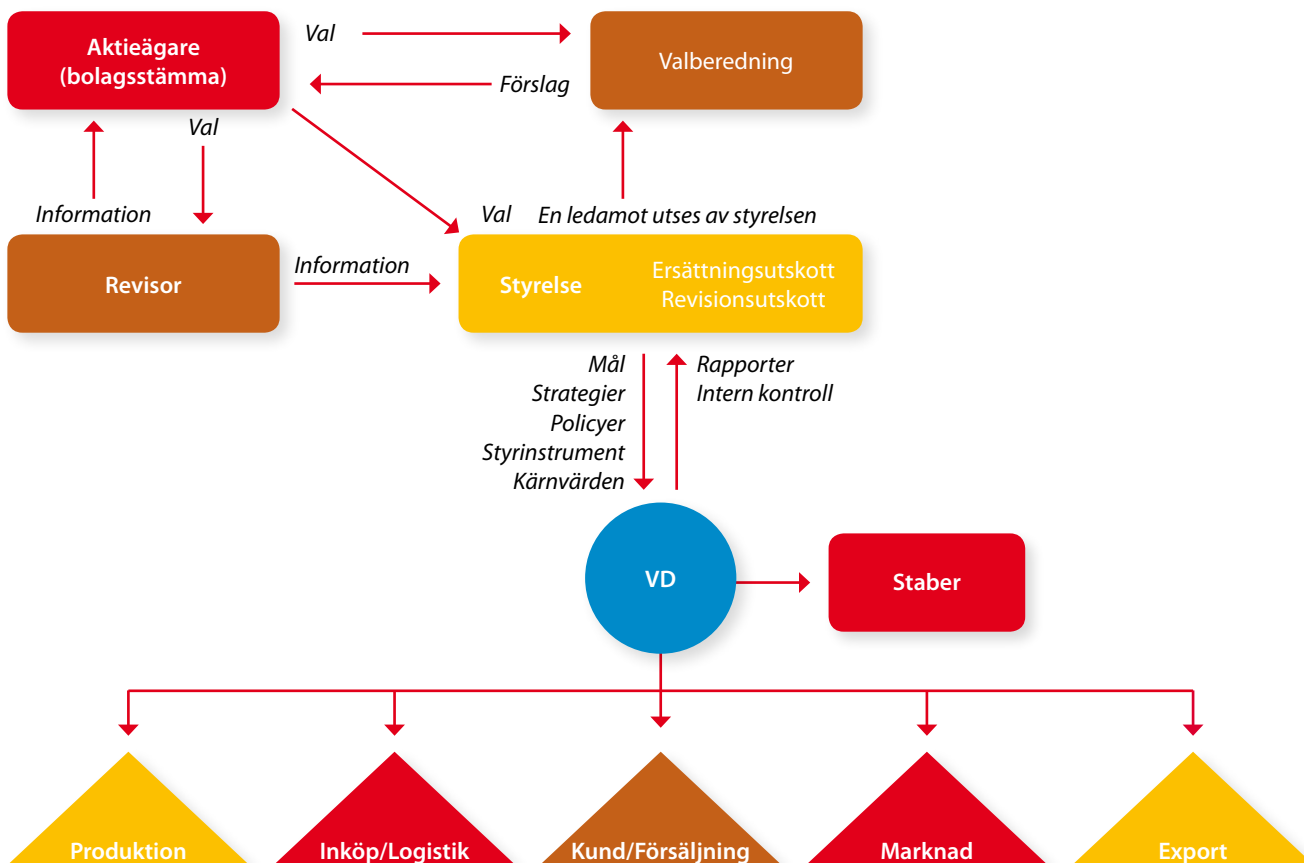 Aktieägare
(bolagsstämma)
Val
Valberedning
Förslag
Val
Information
Val
En ledamot utses av styrelsen
Revisor
Information
Styrelse
Ersättningsutskott
Revisionsutskott
Mål
Strategier
Policyer
Styrinstrument
Kärnvärden
Rapporter
Intern kontroll
VD
Staber
Produktion
Inköp/Logistik
Kund/Försäljning
Marknad
Export